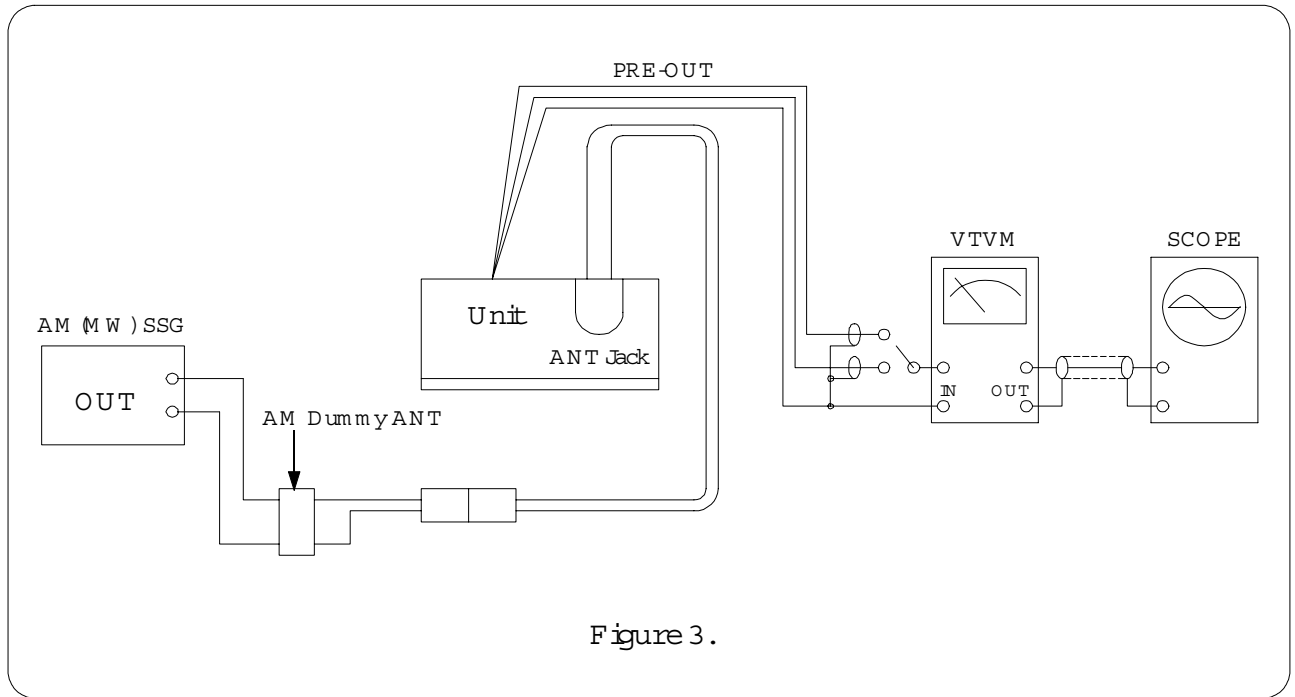 PRE-OUT
VTVM
SCOPE
Unit
ANT Jack
AM (MW) SSG
OUT
IN OUT
AM Dummy ANT
Figure 3.